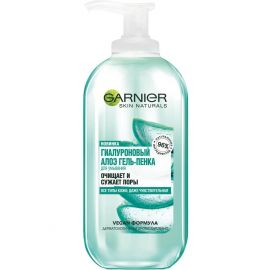 GARNIER
SKIN NATURALS
НОВИНКА
ГИАЛУРОНОВЫЙ
АЛОЭ ГЕЛЬ-ПЕНКА
ДЛЯ УМЫВАНИЯ
ОЧИЩАЕТ И
СУЖАЕТ ПОРЫ
ВСЕ ТИПЫ КОЖИ, ДАЖЕ ЧУВСТВИТЕЛЬНАЯ
96%
VEGAN ФОРМУЛА